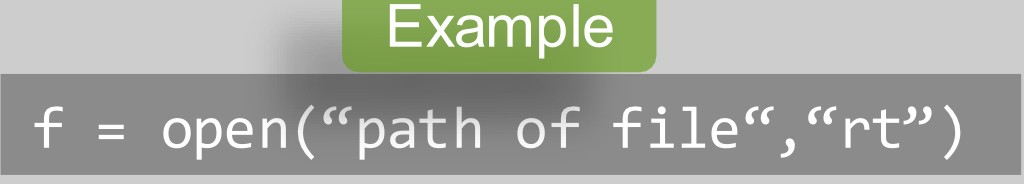 Example
f = open(“path of file“,“rt”)